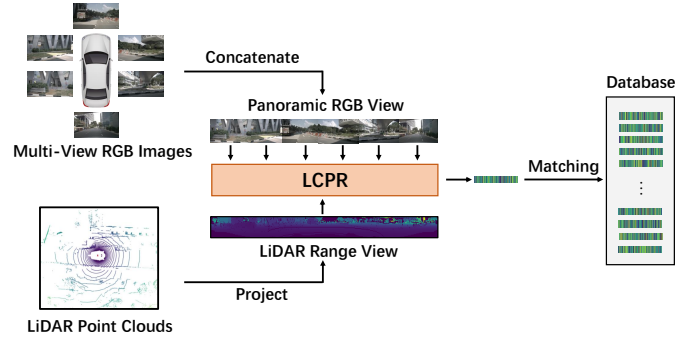 Multi-View RGB Images
Concatenate
Panoramic RGB View
LCPR
LiDAR Range View
Project
LiDAR Point Clouds
Matching
Database